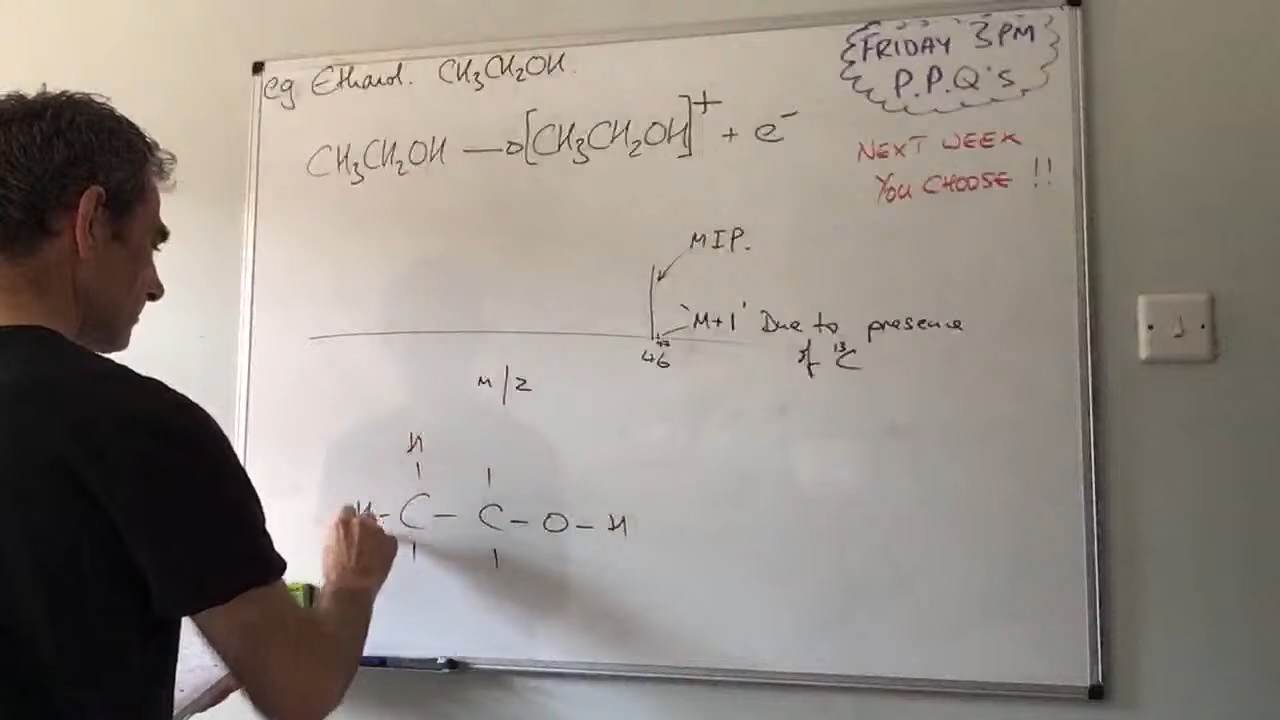 eg Ethanol. CH3CH2OH.
CH3CH2OH → [CH3CH2OH]+ + e-
FRIDAY 3PM
P.P.Q's
NEXT WEEK
YOU CHOOSE !!
MIP.
'M+1' Due to presence
of 13C
46 47
M/Z
H
H - C - C - O - H